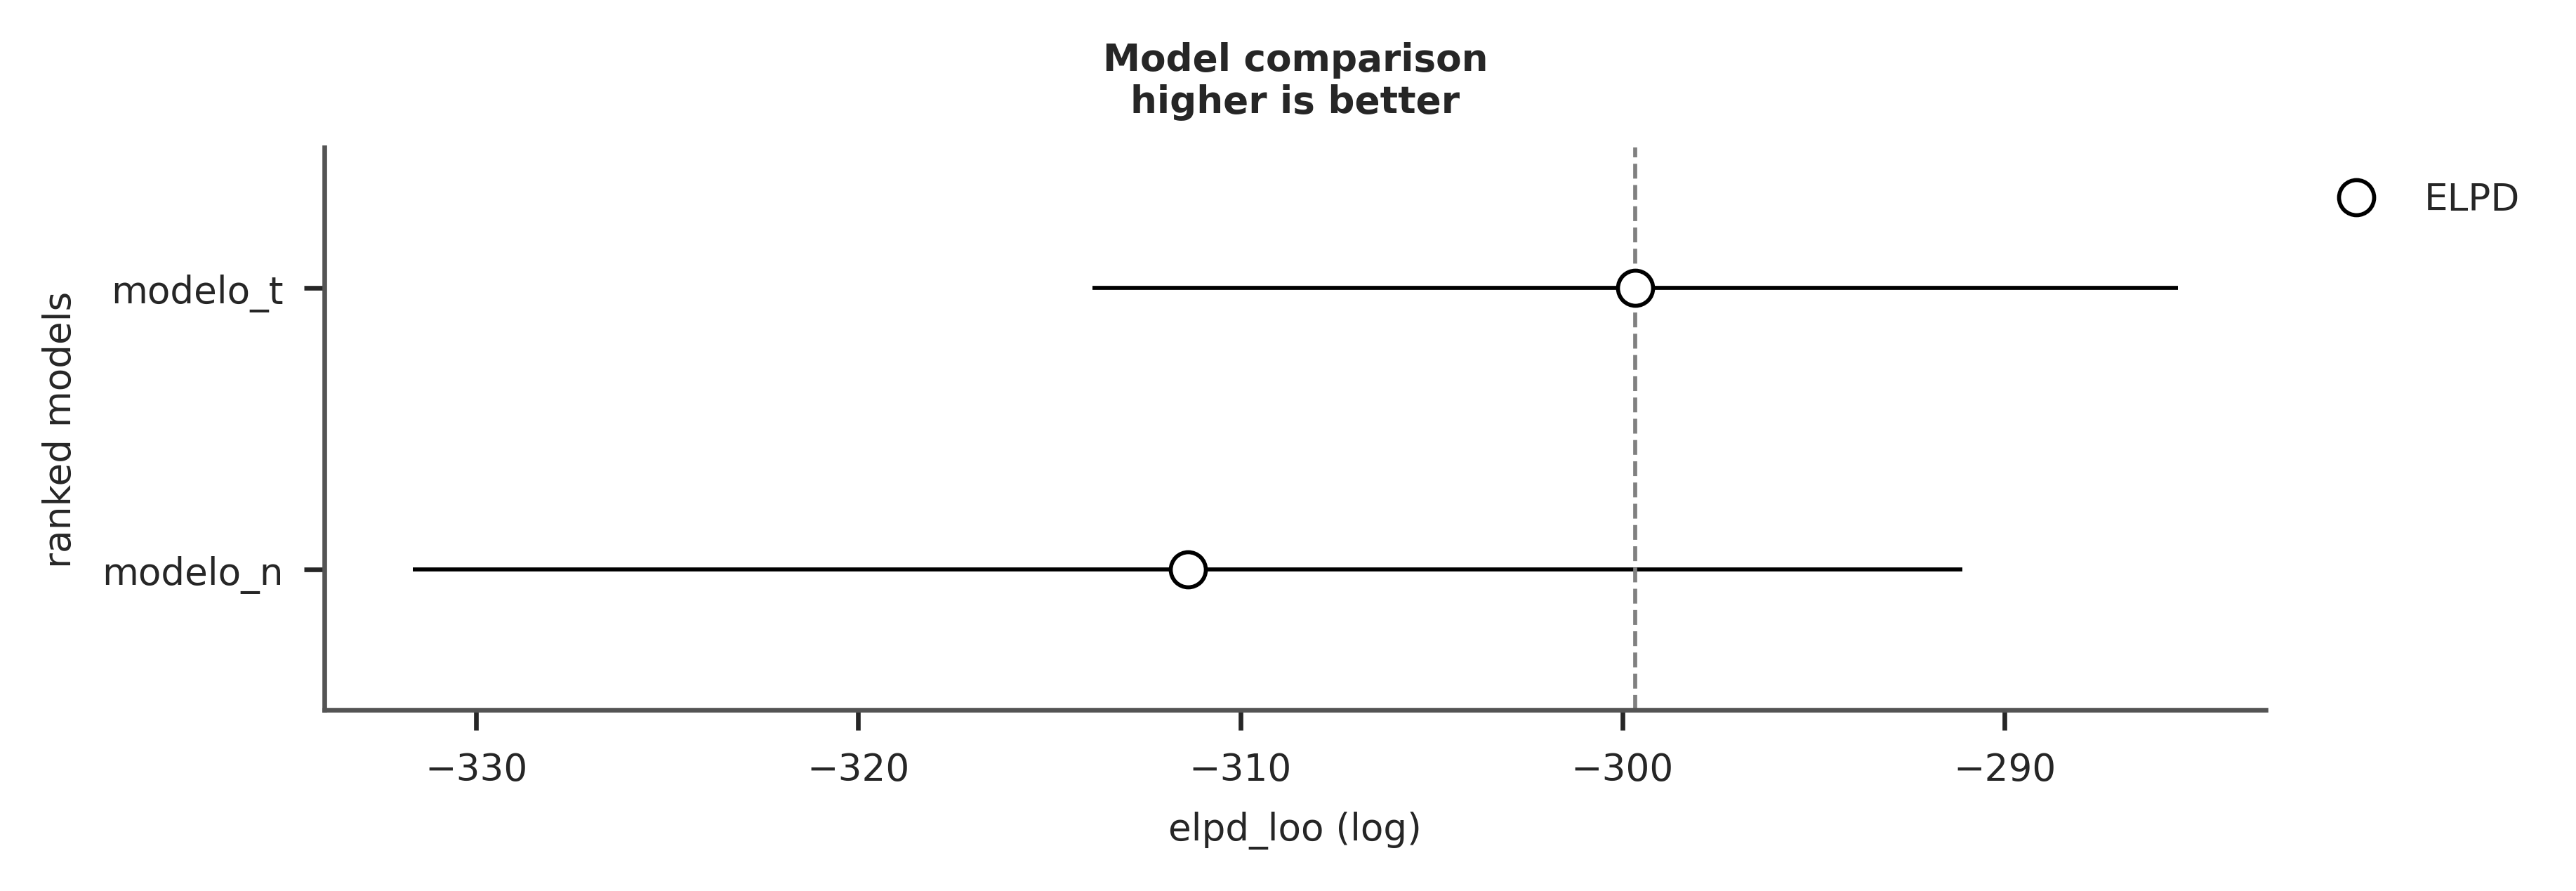 Model comparison
higher is better
ELPD
modelo_t
modelo_n
ranked models
−330
−320
−310
−300
−290
elpd_loo (log)